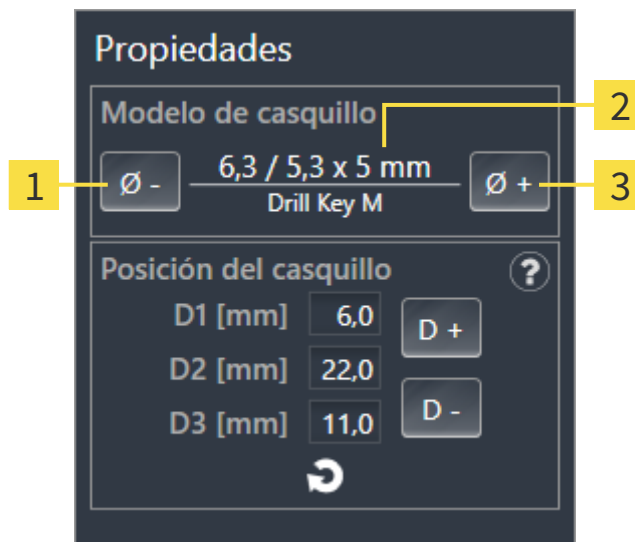 Propiedades
Modelo de casquillo
2
1
Ø -
6,3 / 5,3 x 5 mm
Ø +
3
Drill Key M
Posición del casquillo
?
D1 [mm]
6,0
D +
D2 [mm]
22,0
D3 [mm]
11,0
D -